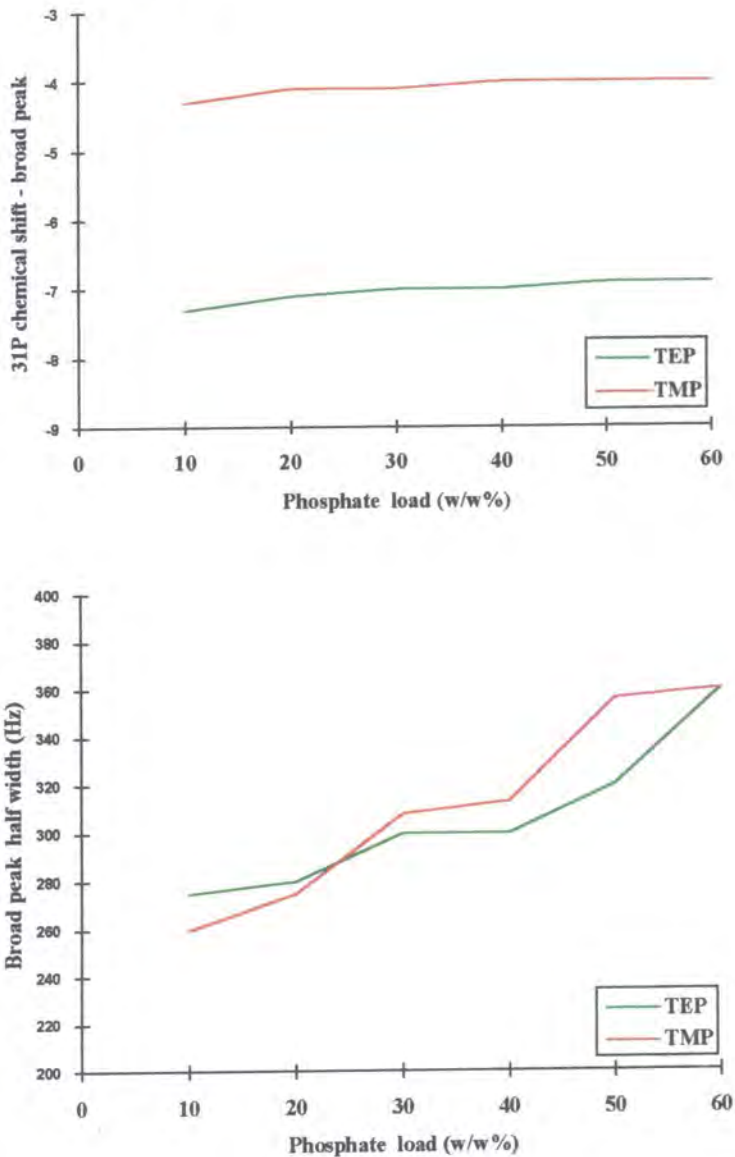 -3
-4
-5
-6
-7
-8
-9
31P chemical shift - broad peak
TEP
TMP
0 10 20 30 40 50 60
Phosphate load (w/w%)
400
380
360
340
320
300
280
260
240
220
200
Broad peak half width (Hz)
TEP
TMP
0 10 20 30 40 50 60
Phosphate load (w/w%)